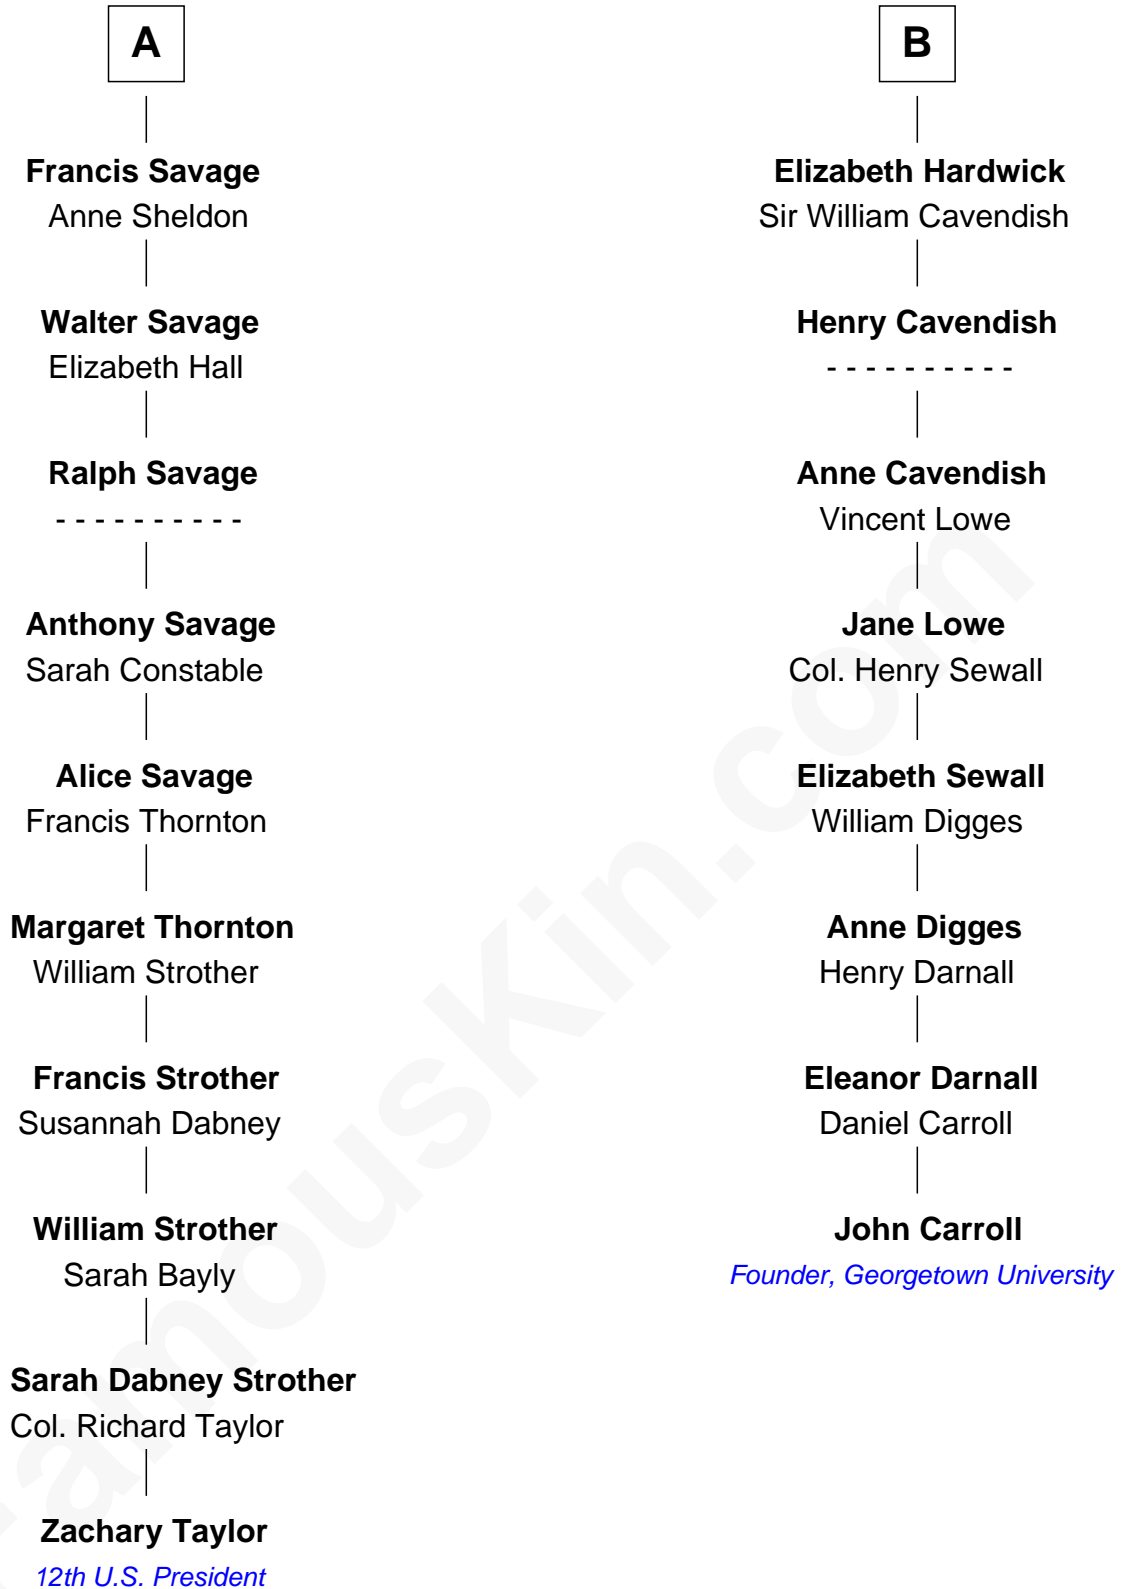 A
Francis Savage
Anne Sheldon
Walter Savage
Elizabeth Hall
Ralph Savage
- - - - - - - - - -
Anthony Savage
Sarah Constable
Alice Savage
Francis Thornton
Margaret Thornton
William Strother
Francis Strother
Susannah Dabney
William Strother
Sarah Bayly
Sarah Dabney Strother
Col. Richard Taylor
Zachary Taylor
12th U.S. President
B
Elizabeth Hardwick
Sir William Cavendish
Henry Cavendish
- - - - - - - - - -
Anne Cavendish
Vincent Lowe
Jane Lowe
Col. Henry Sewall
Elizabeth Sewall
William Digges
Anne Digges
Henry Darnall
Eleanor Darnall
Daniel Carroll
John Carroll
Founder, Georgetown University
FamousKin.com